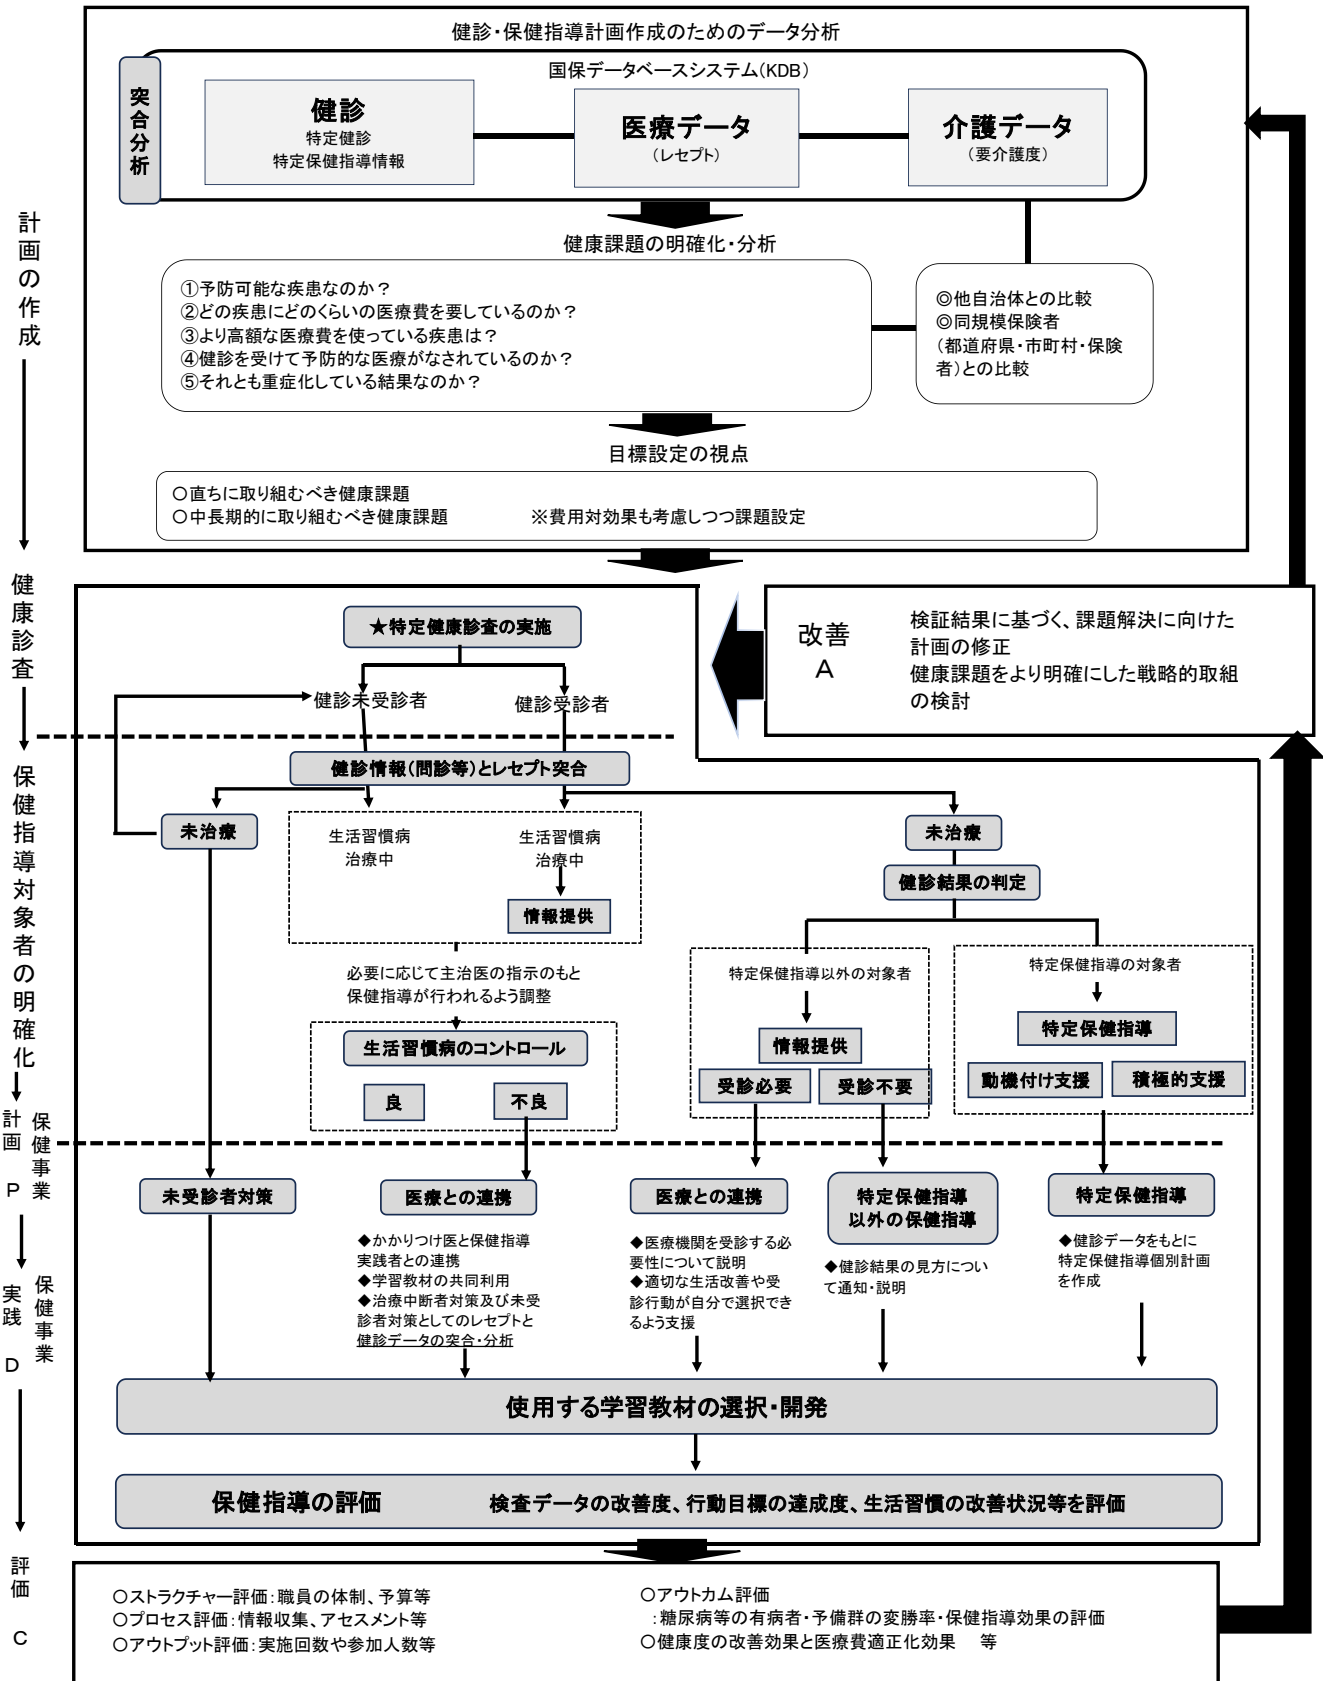 健診・保健指導計画作成のためのデータ分析
国保データベースシステム(KDB)
突合分析
健診
特定健診
特定保健指導情報
医療データ
(レセプト)
介護データ
(要介護度)
計画の作成
健康課題の明確化・分析
①予防可能な疾患なのか?
②どの疾患にどのくらいの医療費を要しているのか?
③より高額な医療費を使っている疾患は?
④健診を受けて予防的な医療がなされているのか?
⑤それとも重症化している結果なのか?
◎他自治体との比較
◎同規模保険者
(都道府県・市町村・保険
者)との比較
目標設定の視点
○直ちに取り組むべき健康課題
○中長期的に取り組むべき健康課題 ※費用対効果も考慮しつつ課題設定
健康診査
★特定健康診査の実施
健診未受診者
健診受診者
改善
A
検証結果に基づく、課題解決に向けた
計画の修正
健康課題をより明確にした戦略的取組
の検討
健診情報(問診等)とレセプト突合
保健指導対象者の明確化
未治療
生活習慣病
治療中
生活習慣病
治療中
情報提供
未治療
健診結果の判定
必要に応じて主治医の指示のもと
保健指導が行われるよう調整
特定保健指導以外の対象者
特定保健指導の対象者
生活習慣病のコントロール
良
不良
情報提供
受診必要
受診不要
特定保健指導
動機付け支援
積極的支援
計画 P
保健事業
未受診者対策
医療との連携
医療との連携
特定保健指導
以外の保健指導
特定保健指導
実践 D
保健事業
◆かかりつけ医と保健指導
実践者との連携
◆学習教材の共同利用
◆治療中断者対策及び未受
診者対策としてのレセプトと
健診データの突合・分析
◆医療機関を受診する必
要性について説明
◆適切な生活改善や受
診行動が自分で選択でき
るよう支援
◆健診結果の見方につい
て通知・説明
◆健診データをもとに
特定保健指導個別計画
を作成
使用する学習教材の選択・開発
保健指導の評価 検査データの改善度、行動目標の達成度、生活習慣の改善状況等を評価
評価 C
○ストラクチャー評価:職員の体制、予算等
○プロセス評価:情報収集、アセスメント等
○アウトプット評価:実施回数や参加人数等
○アウトカム評価
:糖尿病等の有病者・予備群の変勝率・保健指導効果の評価
○健康度の改善効果と医療費適正化効果 等